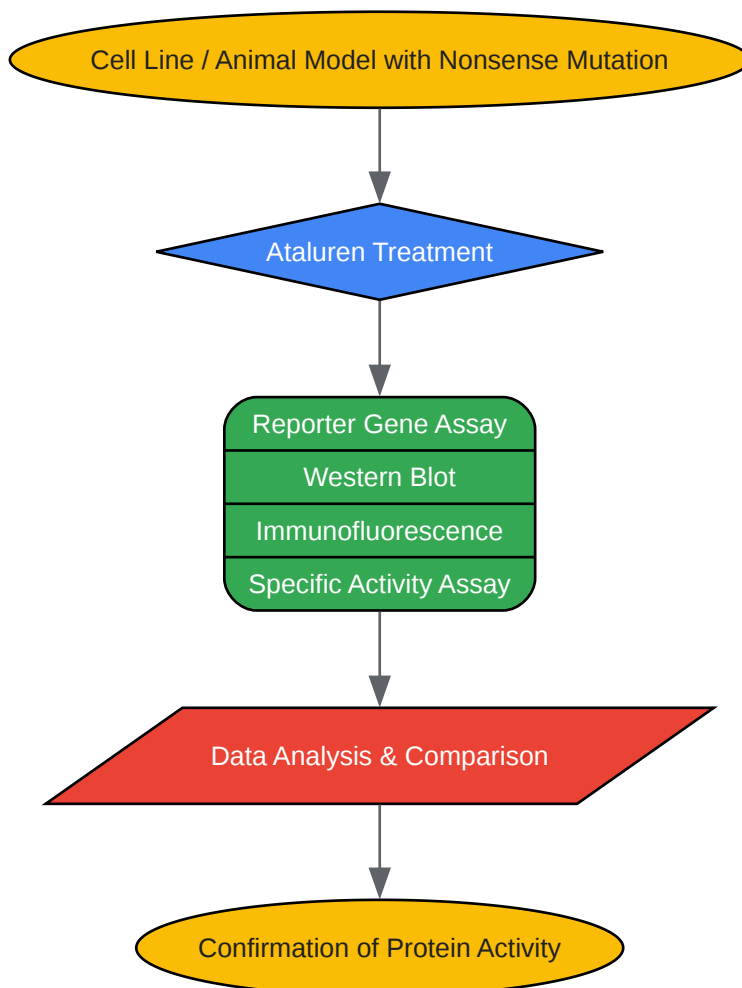 Cell Line / Animal Model with Nonsense Mutation
Ataluren Treatment
Reporter Gene Assay
Western Blot
Immunofluorescence
Specific Activity Assay
Data Analysis & Comparison
Confirmation of Protein Activity